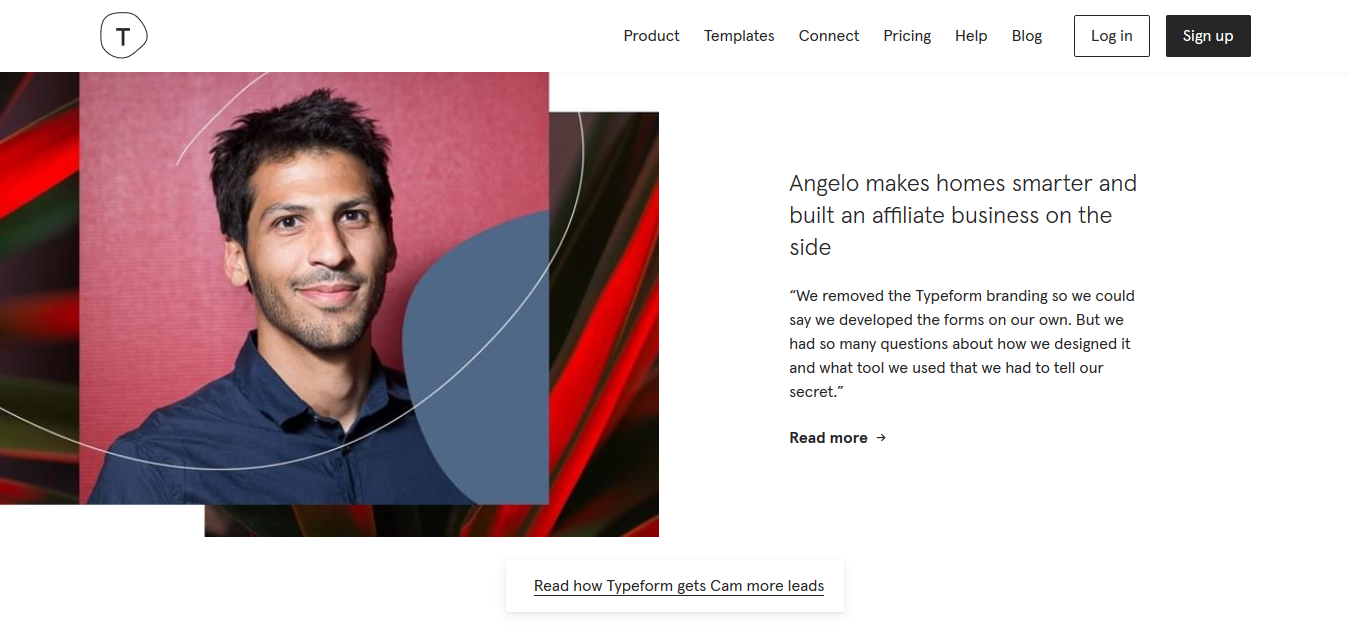 T
Product Templates Connect Pricing Help Blog Log in Sign up
Angelo makes homes smarter and
built an affiliate business on the
side
“We removed the Typeform branding so we could
say we developed the forms on our own. But we
had so many questions about how we designed it
and what tool we used that we had to tell our
secret.”
Read more →
Read how Typeform gets Cam more leads